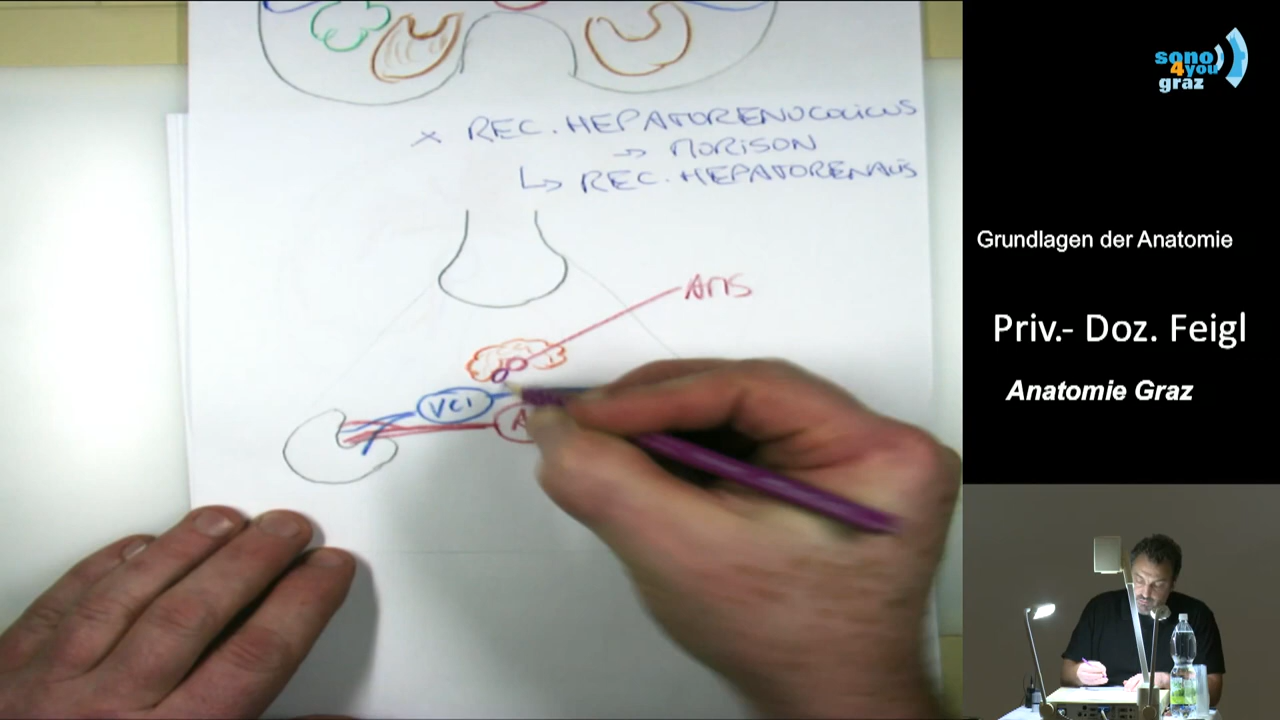 × REC. HEPATORENOCOLICUS
→ MORISON
↳ REC. HEPATORENALIS
AMS
VCI
A
sono
4you
graz
Grundlagen der Anatomie
Priv.- Doz. Feigl
Anatomie Graz